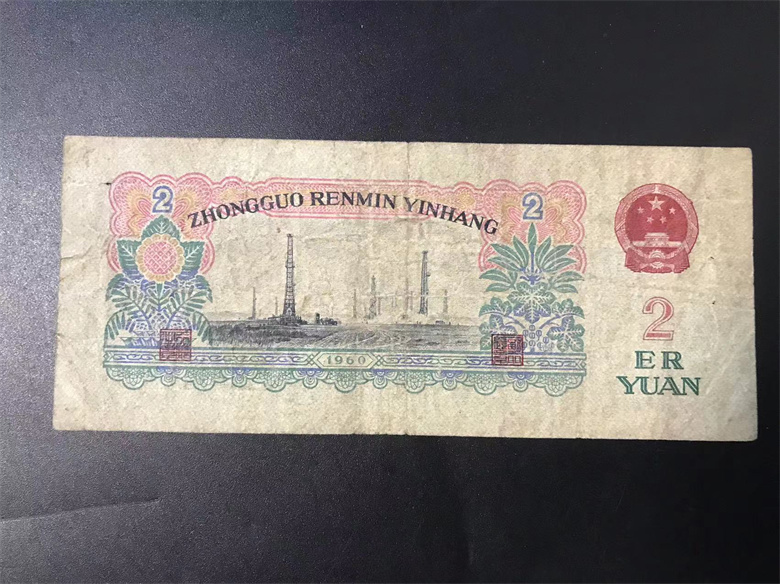 2
ZHONGGUO RENMIN YINHANG
2
1960
2
ER
YUAN